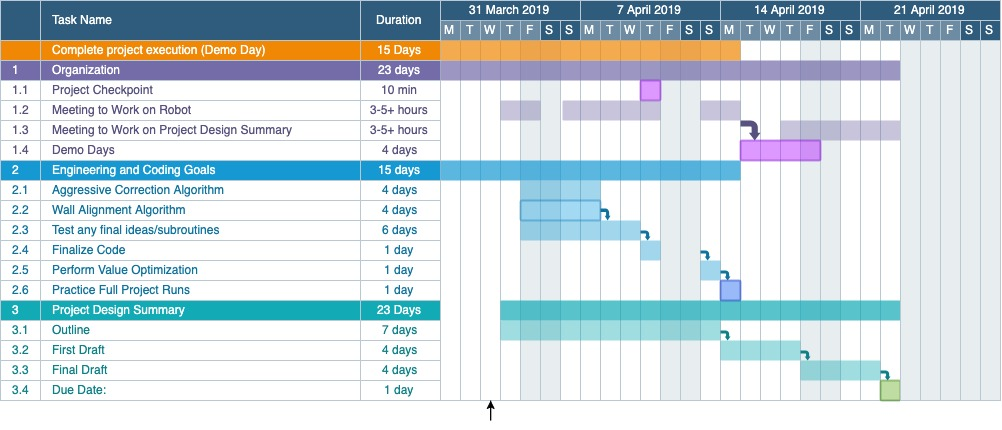 Task Name Duration 31 March 2019 7 April 2019 14 April 2019 21 April 2019
M T W T F S S M T W T F S S M T W T F S S M T W T F S S
Complete project execution (Demo Day) 15 Days
1 Organization 23 days
1.1 Project Checkpoint 10 min
1.2 Meeting to Work on Robot 3-5+ hours
1.3 Meeting to Work on Project Design Summary 3-5+ hours
1.4 Demo Days 4 days
2 Engineering and Coding Goals 15 days
2.1 Aggressive Correction Algorithm 4 days
2.2 Wall Alignment Algorithm 4 days
2.3 Test any final ideas/subroutines 6 days
2.4 Finalize Code 1 day
2.5 Perform Value Optimization 1 day
2.6 Practice Full Project Runs 1 day
3 Project Design Summary 23 Days
3.1 Outline 7 days
3.2 First Draft 4 days
3.3 Final Draft 4 days
3.4 Due Date: 1 day